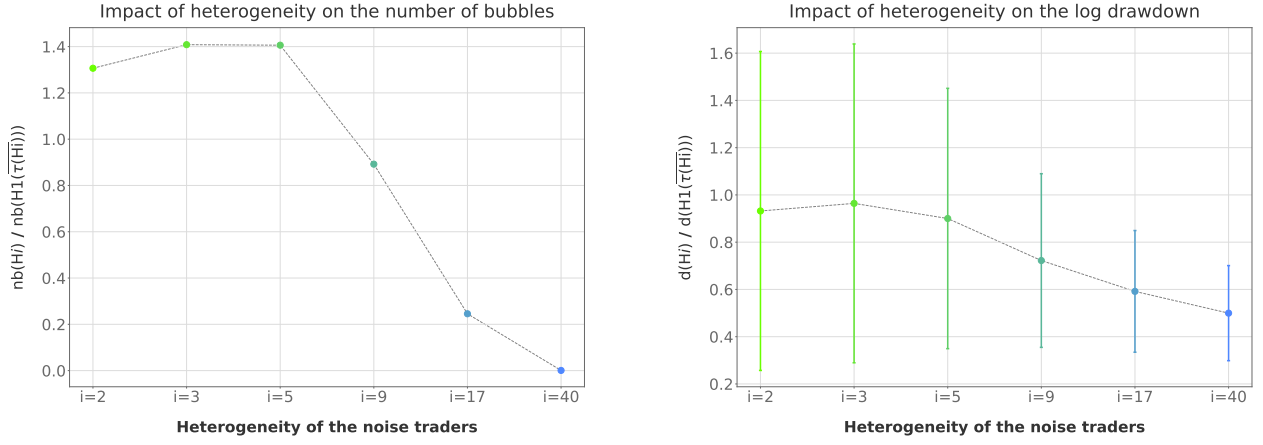 Impact of heterogeneity on the number of bubbles
nb(Hi) / nb(H1(τ(Hi)))
1.4
1.2
1.0
0.8
0.6
0.4
0.2
0.0
i=2 i=3 i=5 i=9 i=17 i=40
Heterogeneity of the noise traders
Impact of heterogeneity on the log drawdown
d(Hi) / d(H1(τ(Hi)))
1.6
1.4
1.2
1.0
0.8
0.6
0.4
0.2
i=2 i=3 i=5 i=9 i=17 i=40
Heterogeneity of the noise traders